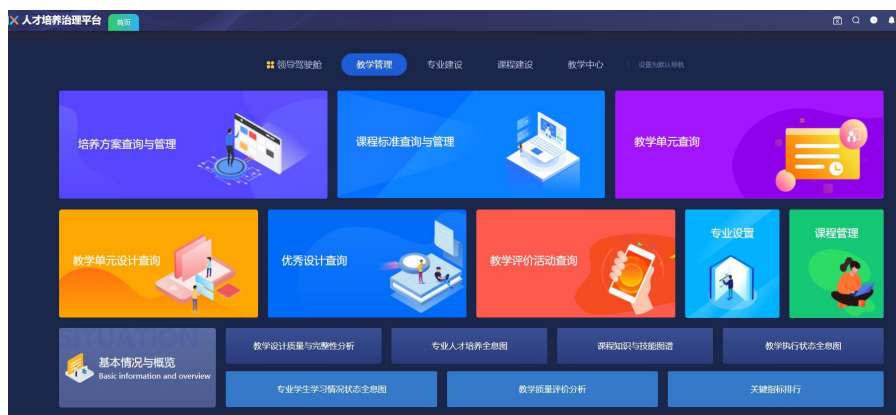 人才培养治理平台 首页
领导驾驶舱 教学管理 专业建设 课程建设 教学中心 设置为默认导航
培养方案查询与管理
课程标准查询与管理
教学单元查询
教学单元设计查询
优秀设计查询
教学评价活动查询
专业设置
课程管理
SITUATION
基本情况与概览
Basic information and overview
教学设计质量与完整性分析
专业人才培养全息图
课程知识与技能图谱
教学执行状态全息图
专业学生学习情况状态全息图
教学质量评价分析
关键指标排行